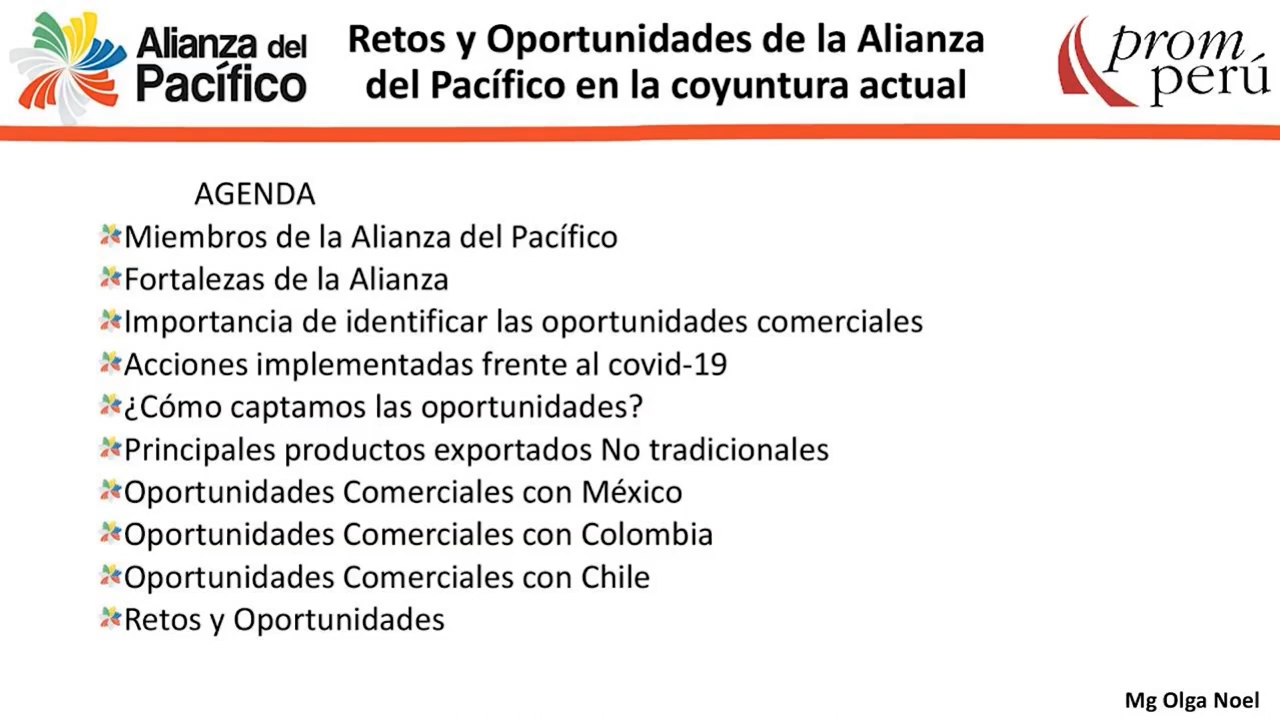 Alianza del
Pacífico
Retos y Oportunidades de la Alianza
del Pacífico en la coyuntura actual
prom
perú
AGENDA
Miembros de la Alianza del Pacífico
Fortalezas de la Alianza
Importancia de identificar las oportunidades comerciales
Acciones implementadas frente al covid-19
¿Cómo captamos las oportunidades?
Principales productos exportados No tradicionales
Oportunidades Comerciales con México
Oportunidades Comerciales con Colombia
Oportunidades Comerciales con Chile
Retos y Oportunidades
Mg Olga Noel